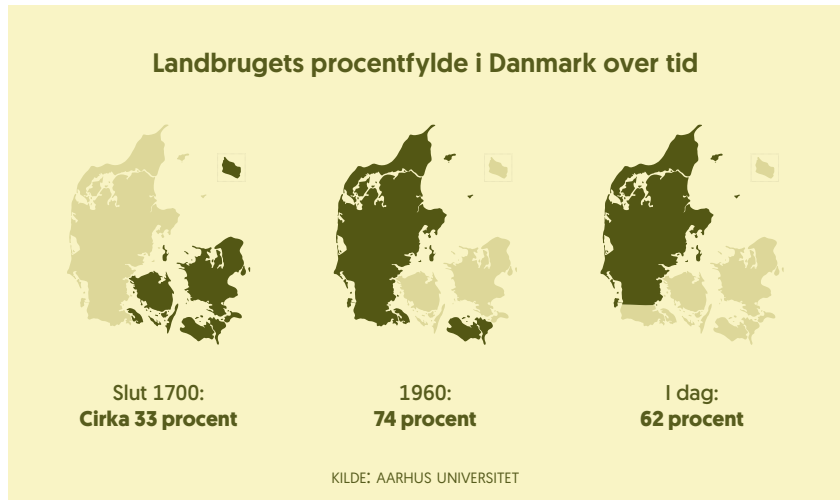 Landbrugets procentfylde i Danmark over tid
Slut 1700:
Cirka 33 procent
1960:
74 procent
I dag:
62 procent
KILDE: AARHUS UNIVERSITET